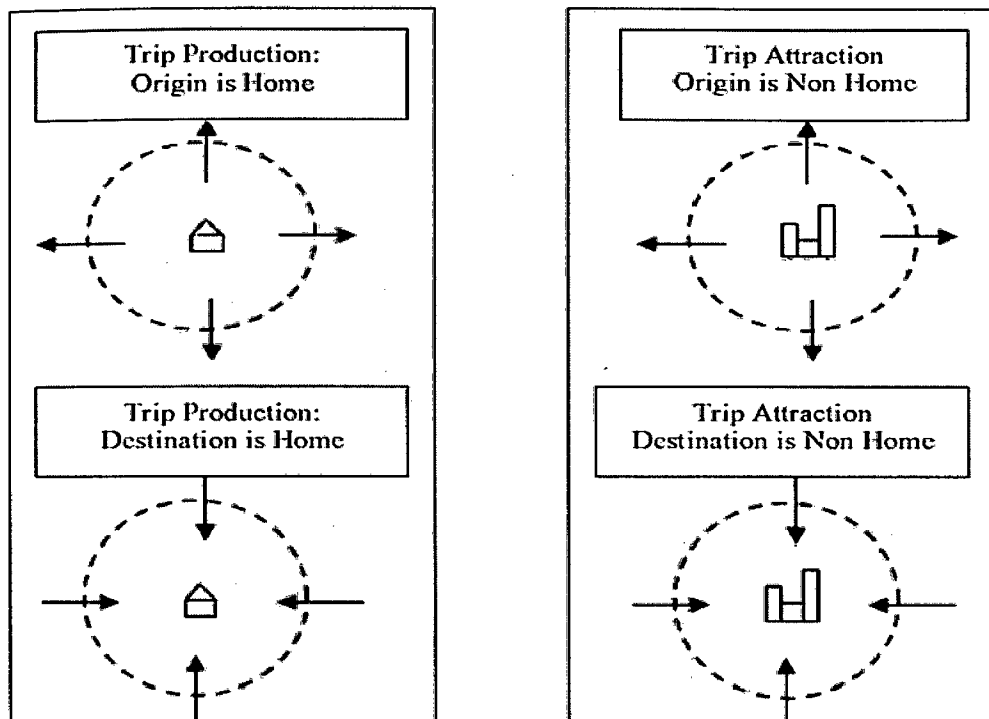 Trip Production:
Origin is Home
Trip Attraction
Origin is Non Home
Trip Production:
Destination is Home
Trip Attraction
Destination is Non Home